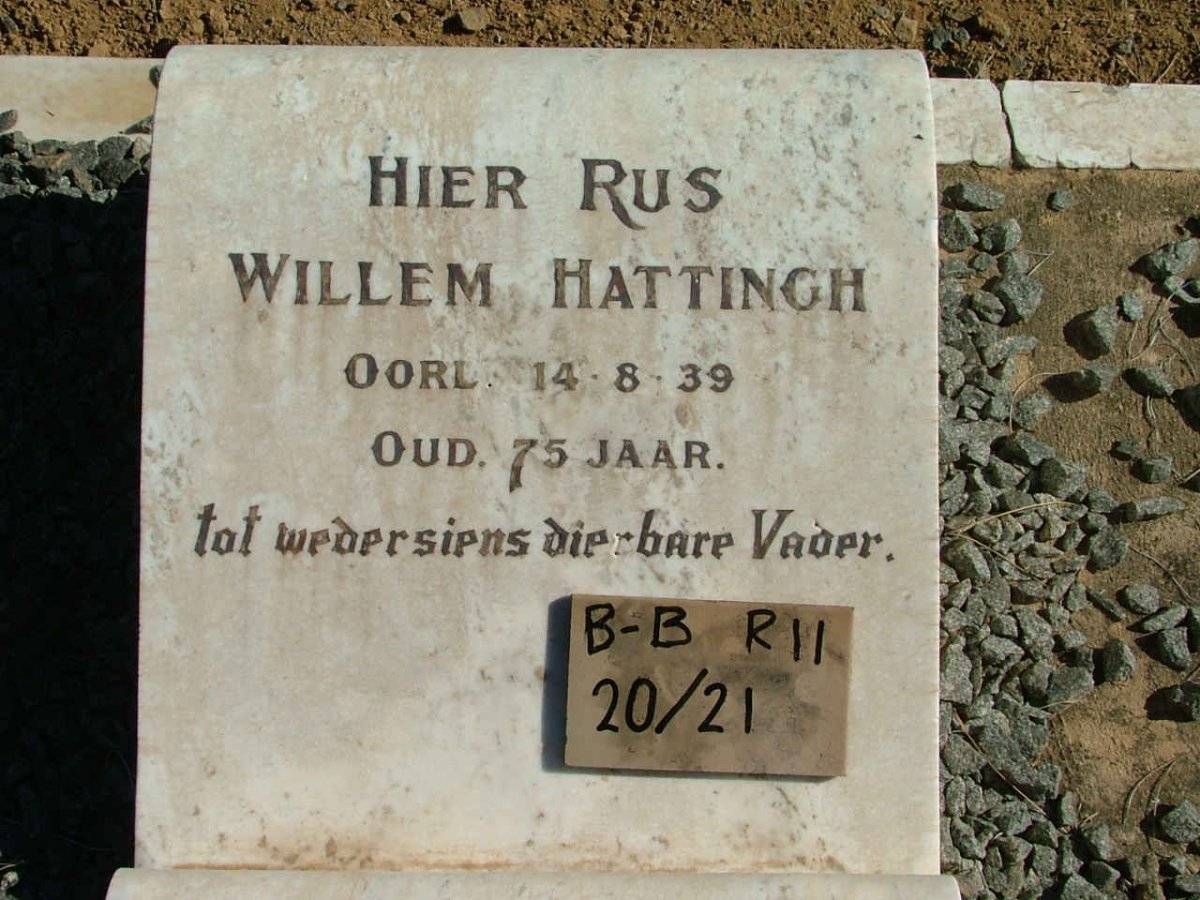 HIER RUS
WILLEM HATTINGH
OORL. 14·8·39
OUD. 75 JAAR.
tot wedersiens dierbare Vader.
B-B R11
20/21